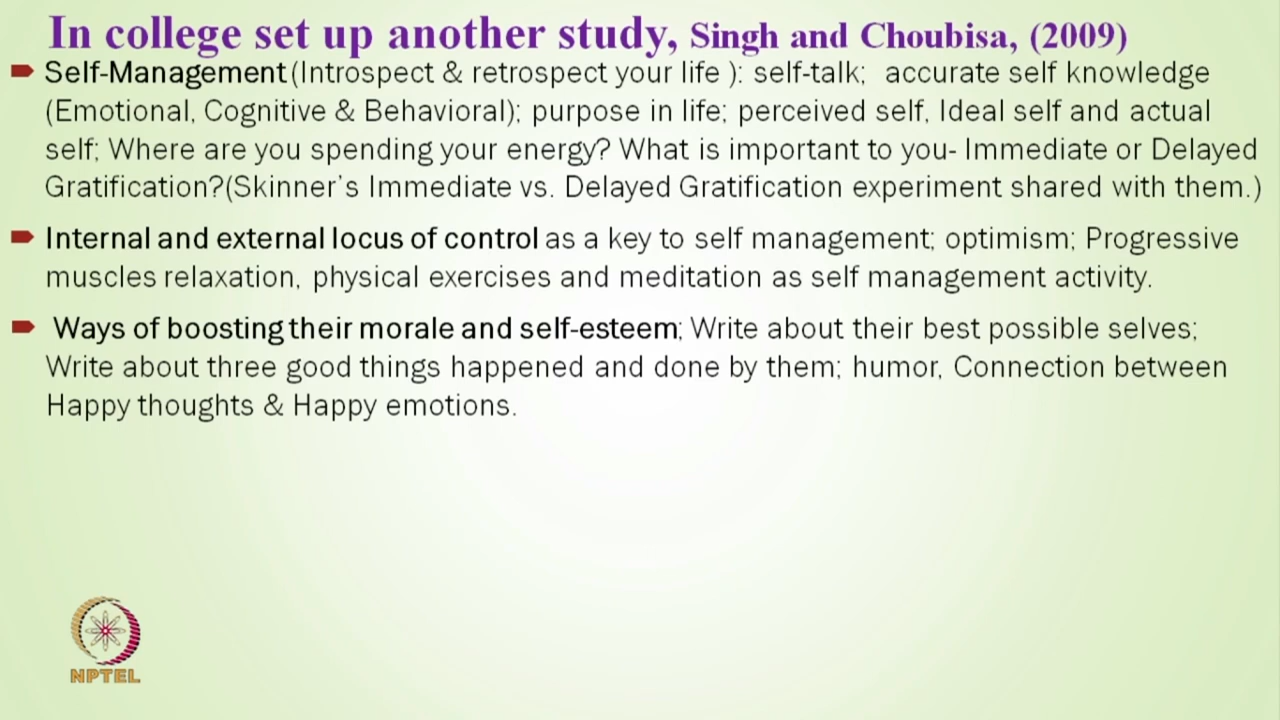 In college set up another study, Singh and Choubisa, (2009)
Self-Management (Introspect & retrospect your life ): self-talk; accurate self knowledge
(Emotional, Cognitive & Behavioral); purpose in life; perceived self, Ideal self and actual
self; Where are you spending your energy? What is important to you- Immediate or Delayed
Gratification?(Skinner's Immediate vs. Delayed Gratification experiment shared with them.)
Internal and external locus of control as a key to self management; optimism; Progressive
muscles relaxation, physical exercises and meditation as self management activity.
Ways of boosting their morale and self-esteem; Write about their best possible selves;
Write about three good things happened and done by them; humor, Connection between
Happy thoughts & Happy emotions.
NPTEL